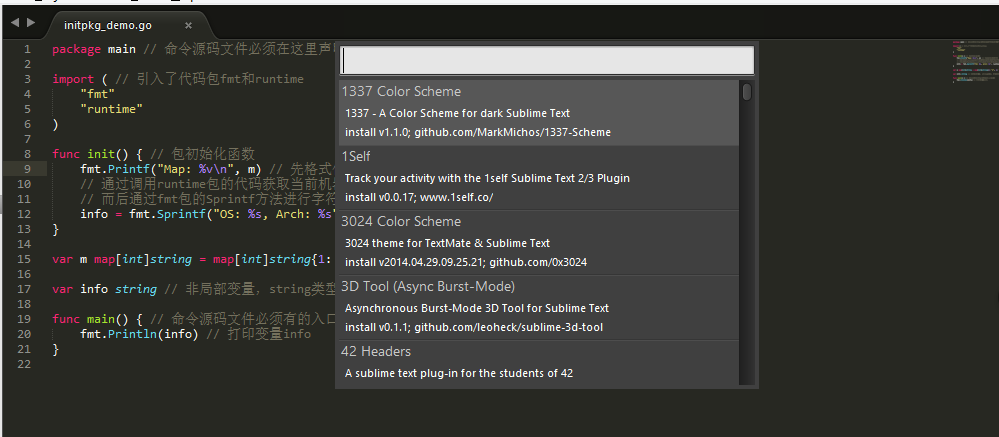 initpkg_demo.go ×
1 package main // 命令源码文件必须在这里声
2
3 import ( // 引入了代码包fmt和runtime
4 "fmt"
5 "runtime"
6 )
7
8 func init() { // 包初始化函数
9 fmt.Printf("Map: %v\n", m) // 先格式
10 // 通过调用runtime包的代码获取当前机
11 // 而后通过fmt包的Sprintf方法进行字符
12 info = fmt.Sprintf("OS: %s, Arch: %s"
13 }
14
15 var m map[int]string = map[int]string{1:
16
17 var info string // 非局部变量，string类型
18
19 func main() { // 命令源码文件必须有的入口
20 fmt.Println(info) // 打印变量info
21 }
22
1337 Color Scheme
1337 - A Color Scheme for dark Sublime Text
install v1.1.0; github.com/MarkMichos/1337-Scheme
1Self
Track your activity with the 1self Sublime Text 2/3 Plugin
install v0.0.17; www.1self.co/
3024 Color Scheme
3024 theme for TextMate & Sublime Text
install v2014.04.29.09.25.21; github.com/0x3024
3D Tool (Async Burst-Mode)
Asynchronous Burst-Mode 3D Tool for Sublime Text
install v0.1.1; github.com/leoheck/sublime-3d-tool
42 Headers
A sublime text plug-in for the students of 42